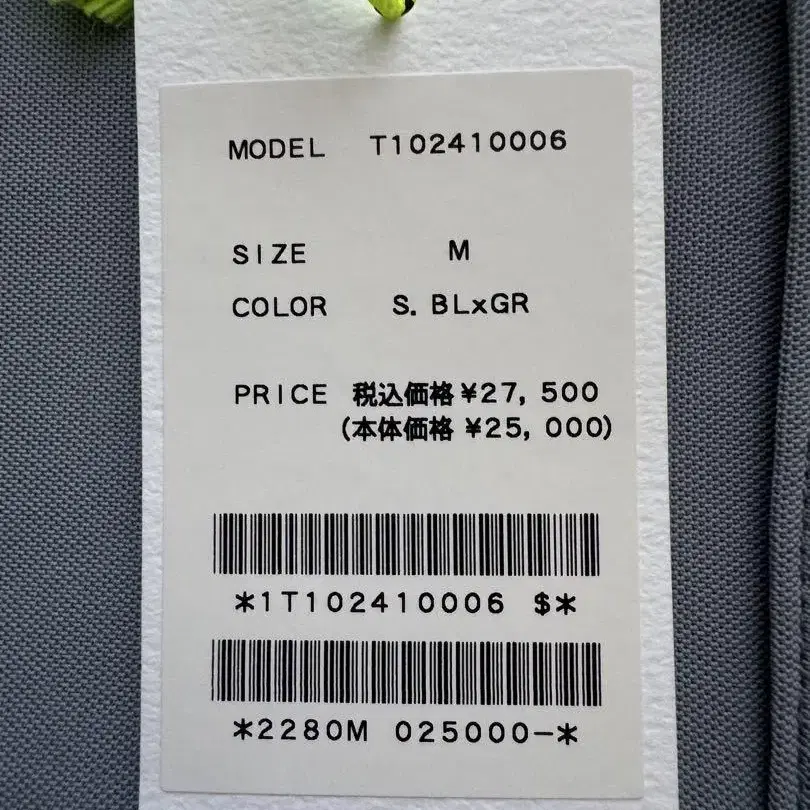 MODEL T102410006
SIZE M
COLOR S. BLxGR
PRICE 税込価格 ¥27, 500
(本体価格 ¥25, 000)
*1T102410006 $*
*2280M 025000-*